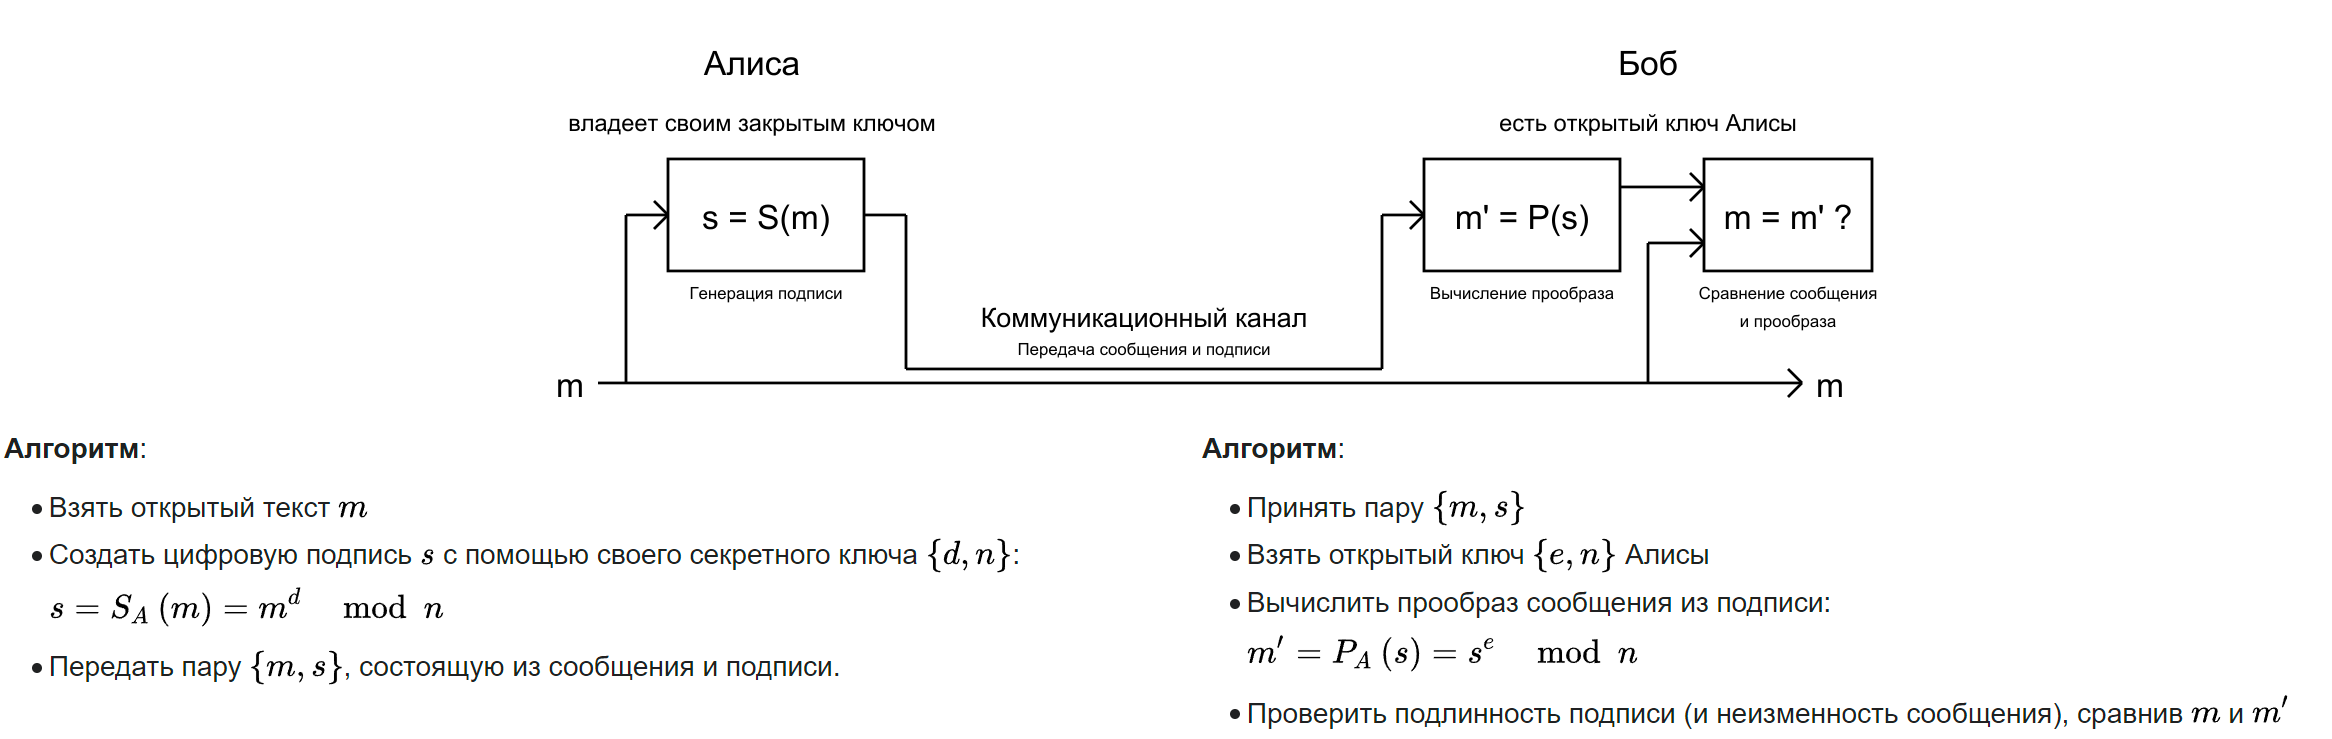 Алиса
владеет своим закрытым ключом
s = S(m)
Генерация подписи
Боб
есть открытый ключ Алисы
m' = P(s)
Вычисление прообраза
m = m' ?
Сравнение сообщения
и прообраза
Коммуникационный канал
Передача сообщения и подписи
m
m
Алгоритм:
• Взять открытый текст m
• Создать цифровую подпись s с помощью своего секретного ключа {d, n}:
s = S_A (m) = m^d mod n
• Передать пару {m, s}, состоящую из сообщения и подписи.
Алгоритм:
• Принять пару {m, s}
• Взять открытый ключ {e, n} Алисы
• Вычислить прообраз сообщения из подписи:
m′ = P_A (s) = s^e mod n
• Проверить подлинность подписи (и неизменность сообщения), сравнив m и m′